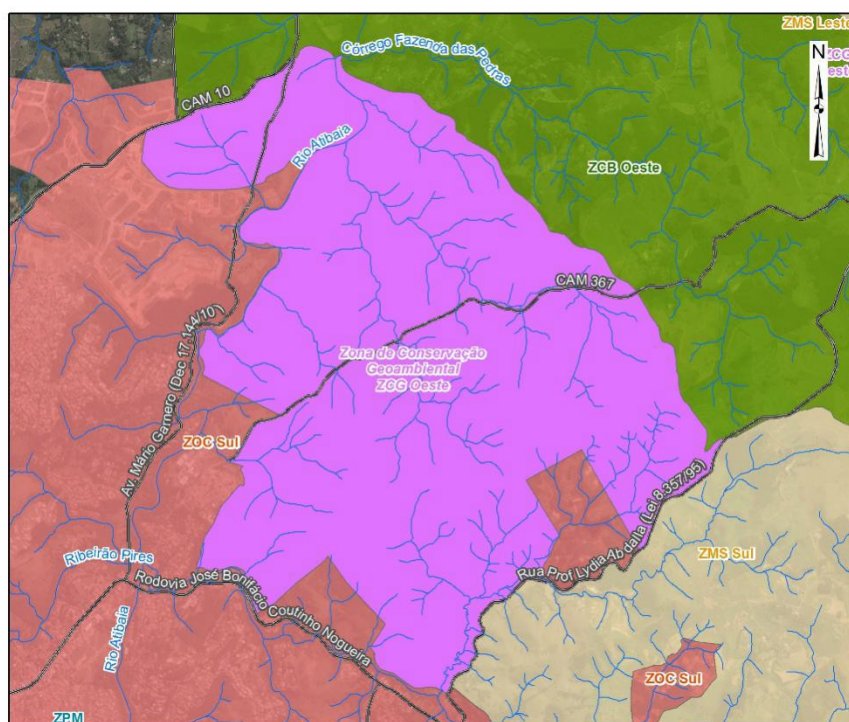 ZMS Leste
Córrego Fazenda das Pedras
N
ZCG
Oeste
CAM 10
Rio Atibaia
ZCB Oeste
CAM 367
Zona de Conservação
Geoambiental
ZCG Oeste
Av. Mário Garnero (Dec 17.144/10)
ZOC Sul
Rua Prof Lydia Abdalla (Lei 8.357/95)
ZMS Sul
Ribeirão Pires
Rodovia José Bonifácio Coutinho Nogueira
Rio Atibaia
ZOC Sul
ZPM